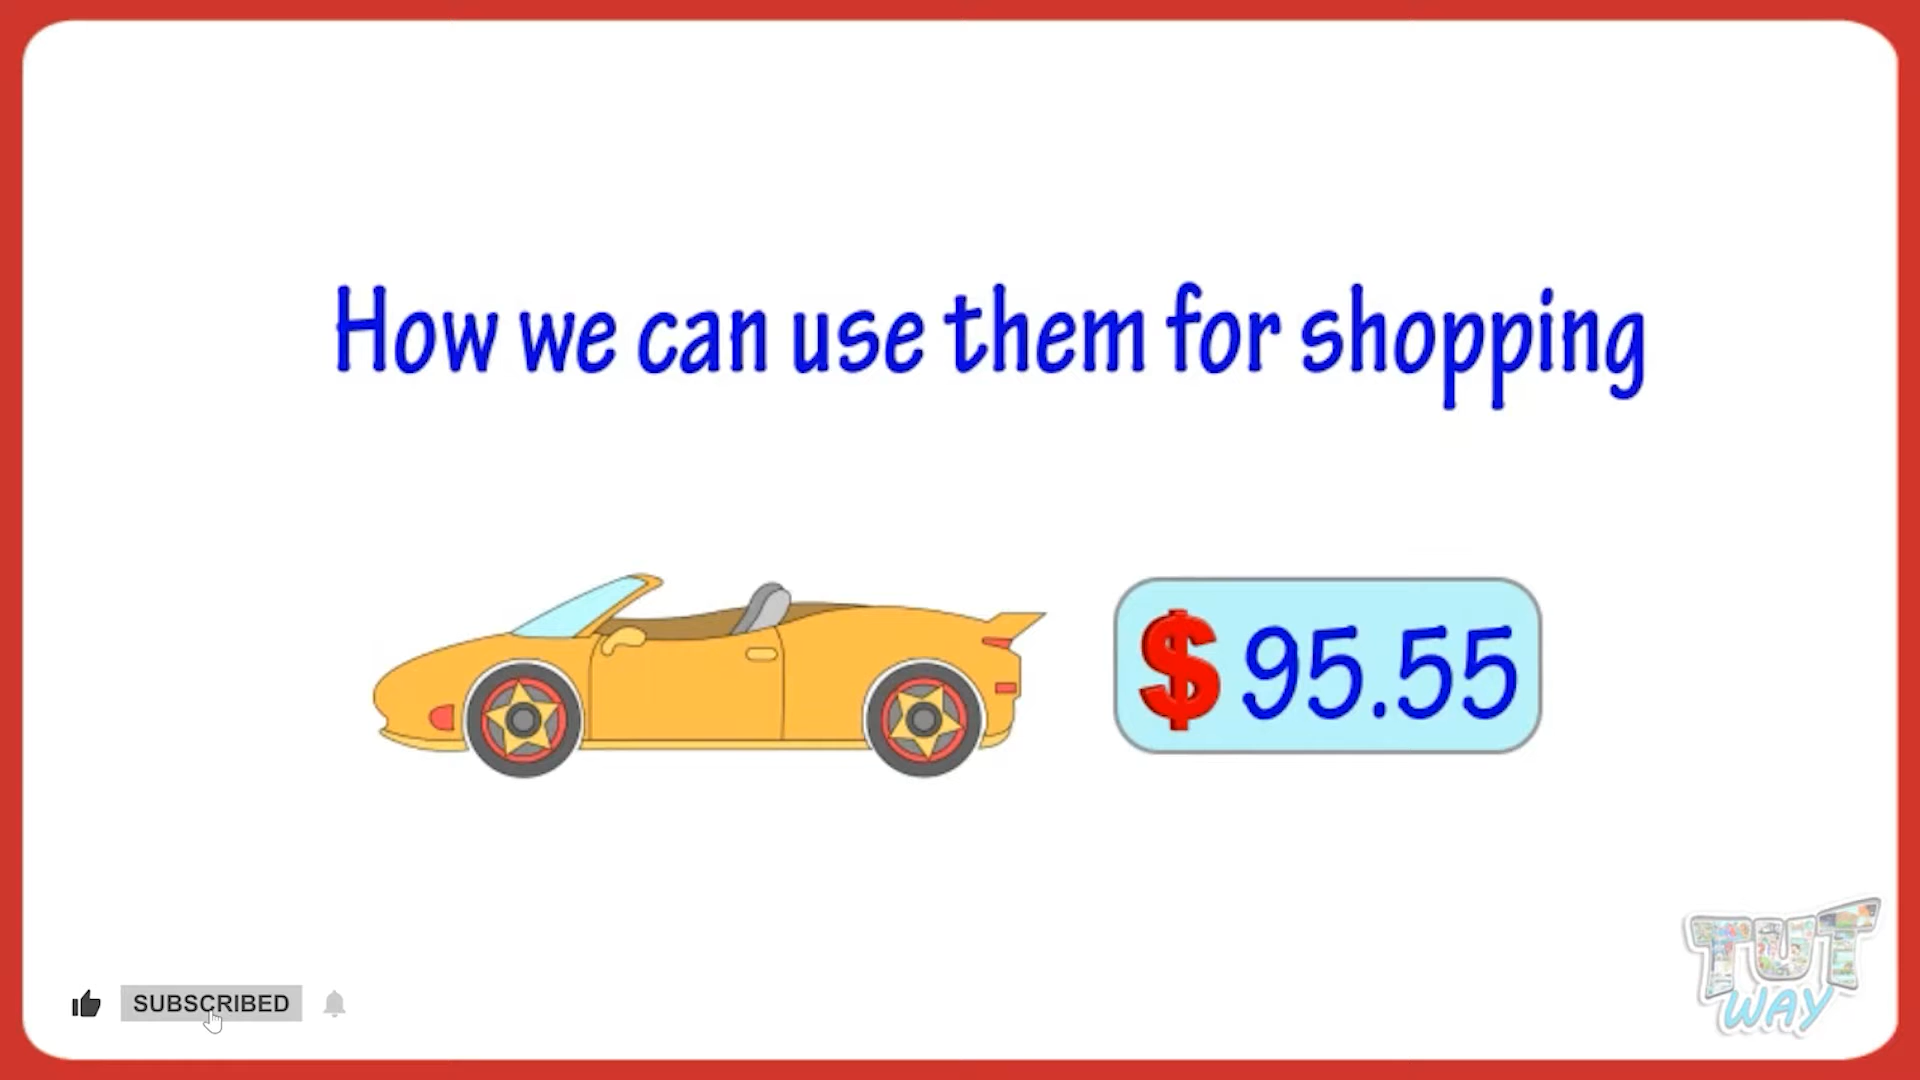 How we can use them for shopping
$ 95.55
SUBSCRIBED
TUT
WAY